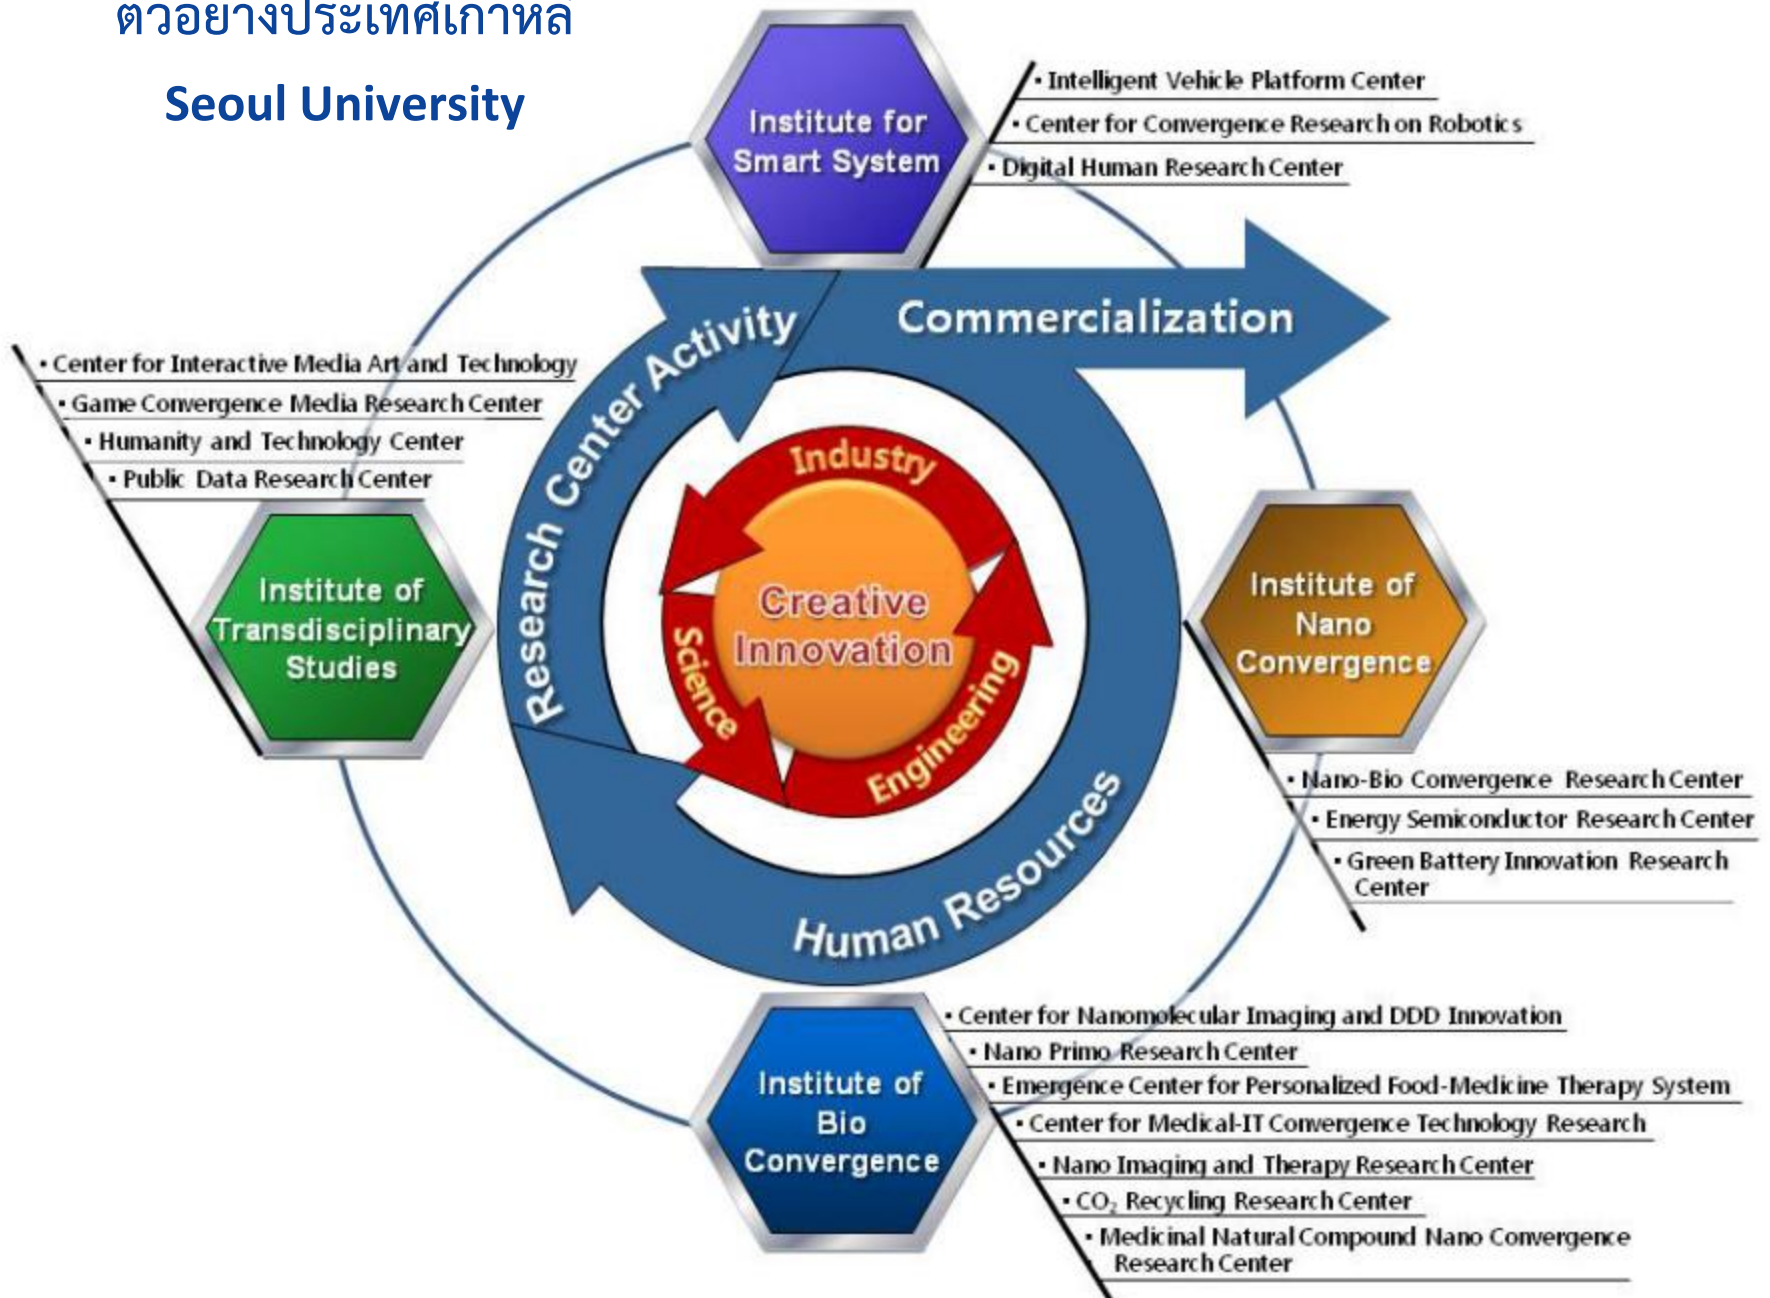 ตัวอย่างประเทศเกาหลี
Seoul University
Institute for
Smart System
▪ Intelligent Vehicle Platform Center
▪ Center for Convergence Research on Robotics
▪ Digital Human Research Center
Commercialization
Research Center Activity
Human Resources
Industry
Science
Engineering
Creative
Innovation
▪ Center for Interactive Media Art and Technology
▪ Game Convergence Media Research Center
▪ Humanity and Technology Center
▪ Public Data Research Center
Institute of
Transdisciplinary
Studies
Institute of
Nano
Convergence
▪ Nano-Bio Convergence Research Center
▪ Energy Semiconductor Research Center
▪ Green Battery Innovation Research
Center
Institute of
Bio
Convergence
▪ Center for Nanomolecular Imaging and DDD Innovation
▪ Nano Primo Research Center
▪ Emergence Center for Personalized Food-Medicine Therapy System
▪ Center for Medical-IT Convergence Technology Research
▪ Nano Imaging and Therapy Research Center
▪ CO₂ Recycling Research Center
▪ Medicinal Natural Compound Nano Convergence
Research Center